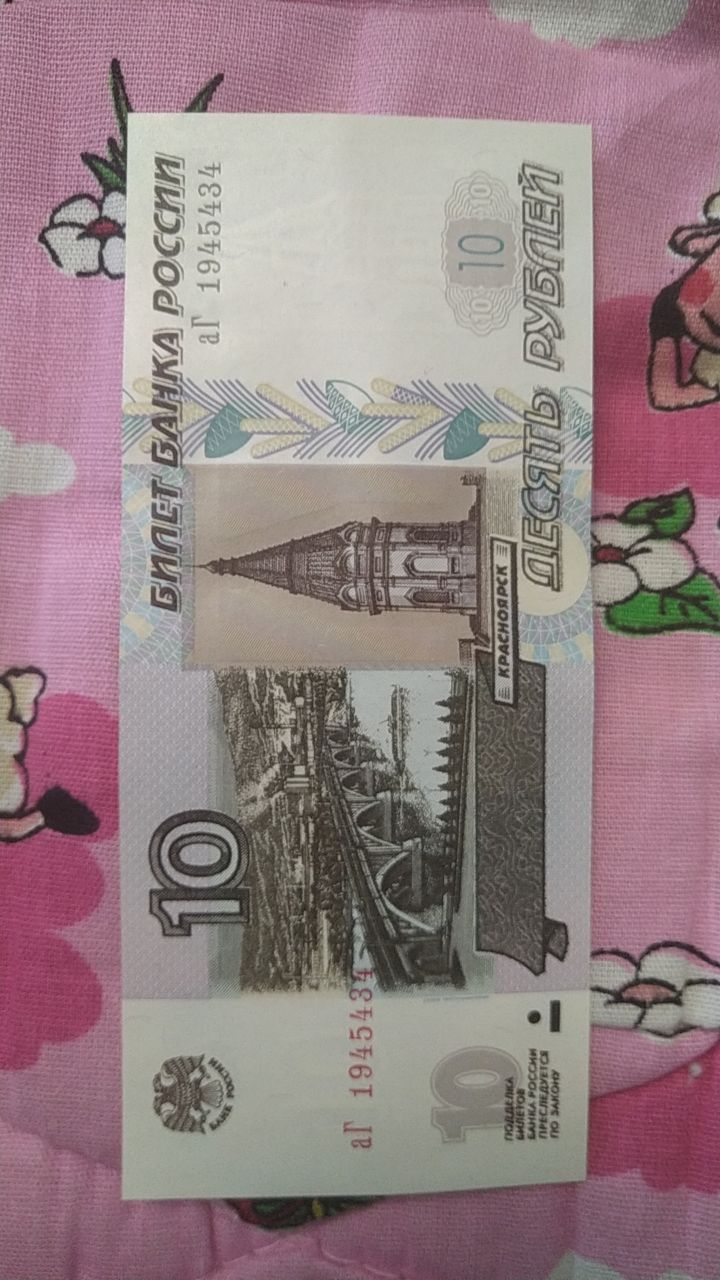 БАНК РОССИИ
10
БИЛЕТ БАНКА РОССИИ
аГ 1945434
аГ 1945434
10
ПОДДЕЛКА
БИЛЕТОВ
БАНКА РОССИИ
ПРЕСЛЕДУЕТСЯ
ПО ЗАКОНУ
КРАСНОЯРСК
10 10 10
ДЕСЯТЬ РУБЛЕЙ